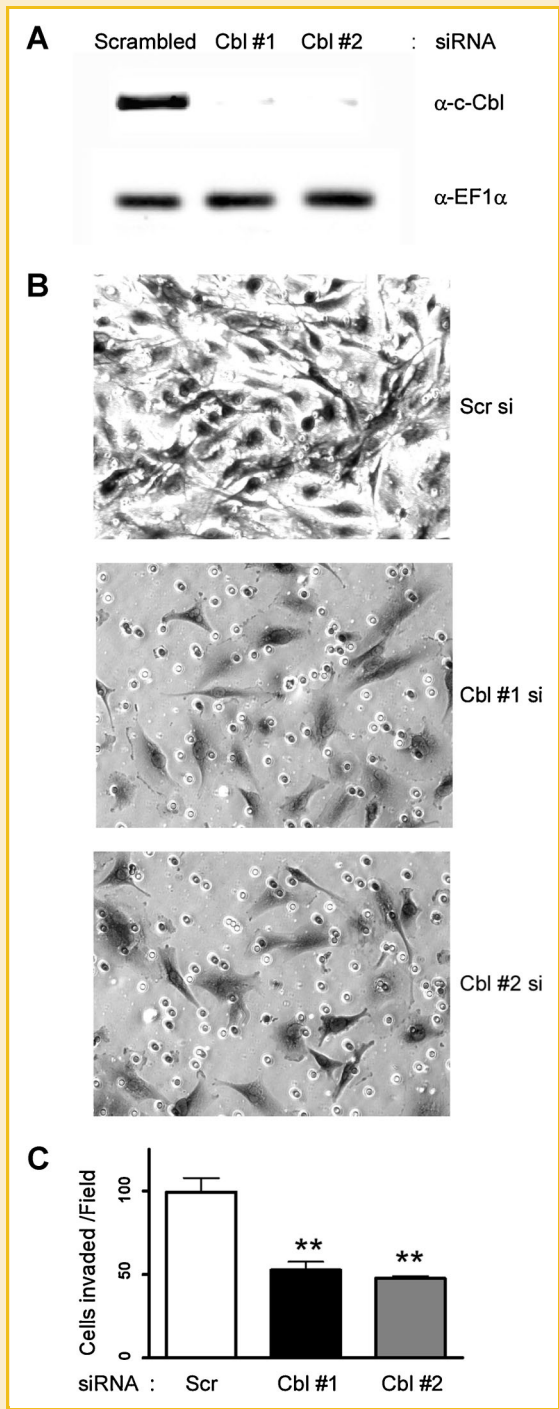 A
Scrambled Cbl #1 Cbl #2 : siRNA
α-c-Cbl
α-EF1α
B
Scr si
Cbl #1 si
Cbl #2 si
C
Cells invaded /Field
100
50
0
**
**
siRNA : Scr Cbl #1 Cbl #2